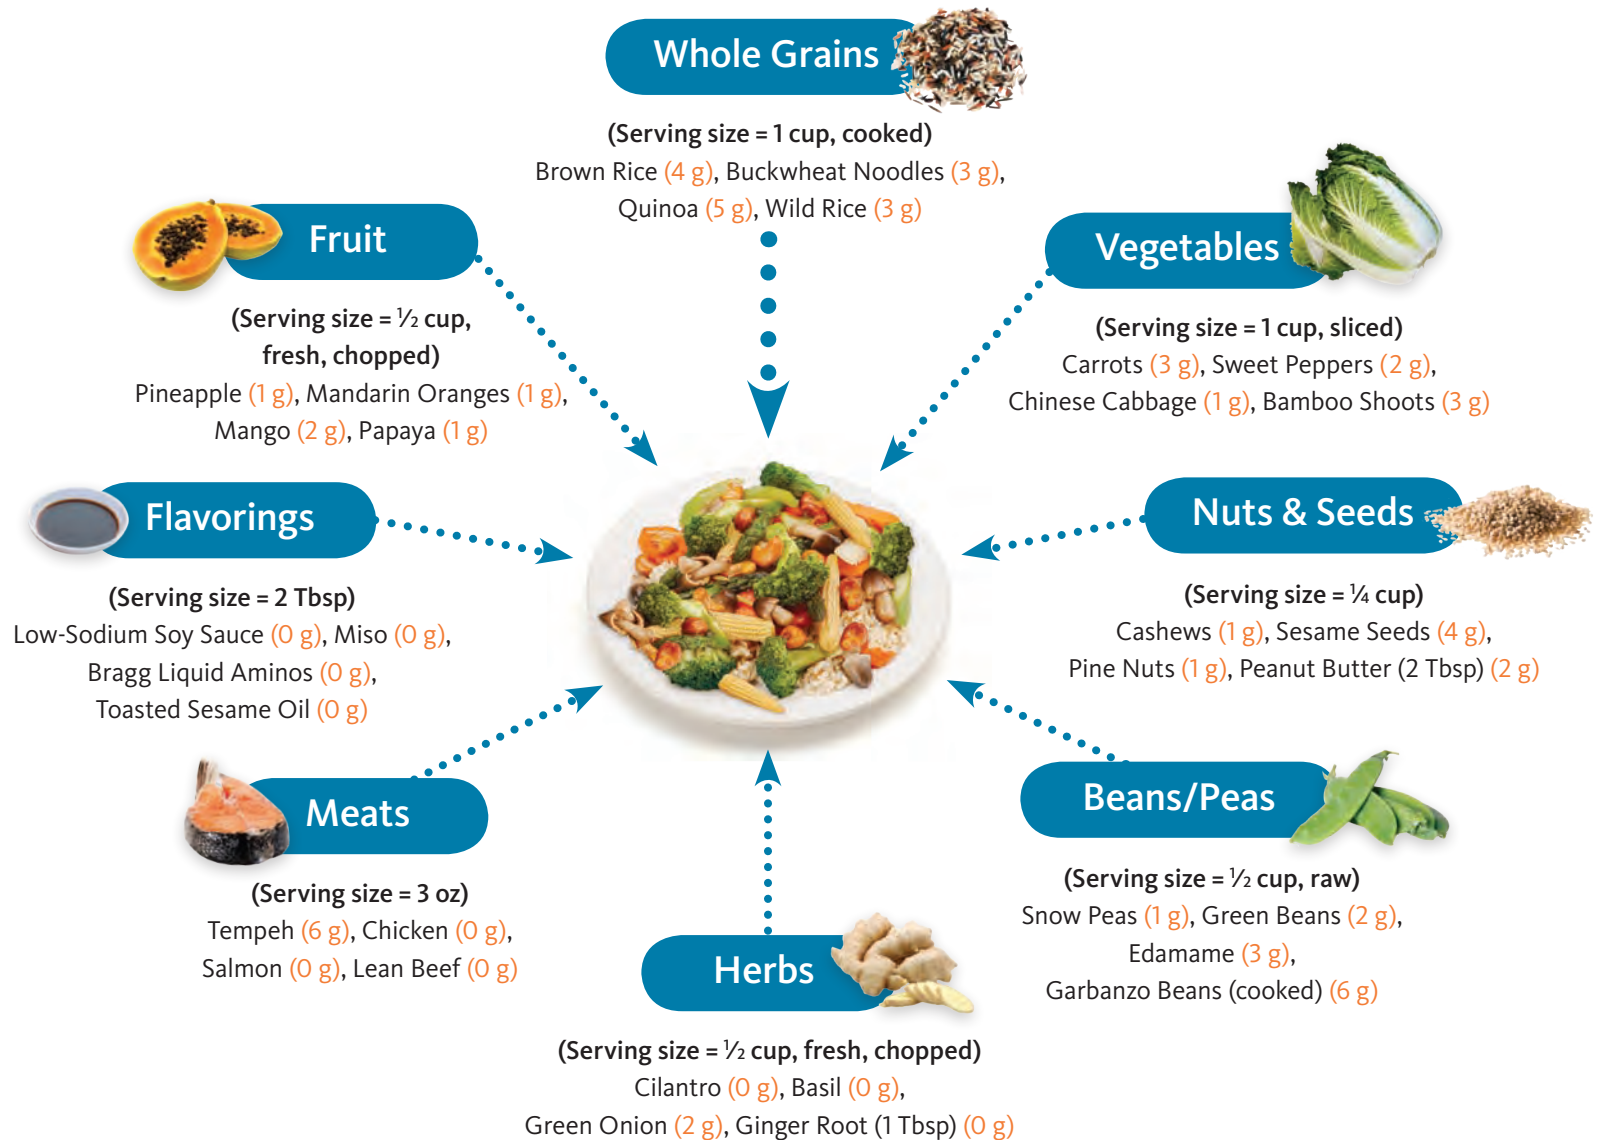 Whole Grains
(Serving size = 1 cup, cooked)
Brown Rice (4 g), Buckwheat Noodles (3 g),
Quinoa (5 g), Wild Rice (3 g)
Fruit
(Serving size = ½ cup,
fresh, chopped)
Pineapple (1 g), Mandarin Oranges (1 g),
Mango (2 g), Papaya (1 g)
Vegetables
(Serving size = 1 cup, sliced)
Carrots (3 g), Sweet Peppers (2 g),
Chinese Cabbage (1 g), Bamboo Shoots (3 g)
Flavorings
(Serving size = 2 Tbsp)
Low-Sodium Soy Sauce (0 g), Miso (0 g),
Bragg Liquid Aminos (0 g),
Toasted Sesame Oil (0 g)
Nuts & Seeds
(Serving size = ¼ cup)
Cashews (1 g), Sesame Seeds (4 g),
Pine Nuts (1 g), Peanut Butter (2 Tbsp) (2 g)
Meats
(Serving size = 3 oz)
Tempeh (6 g), Chicken (0 g),
Salmon (0 g), Lean Beef (0 g)
Beans/Peas
(Serving size = ½ cup, raw)
Snow Peas (1 g), Green Beans (2 g),
Edamame (3 g),
Garbanzo Beans (cooked) (6 g)
Herbs
(Serving size = ½ cup, fresh, chopped)
Cilantro (0 g), Basil (0 g),
Green Onion (2 g), Ginger Root (1 Tbsp) (0 g)